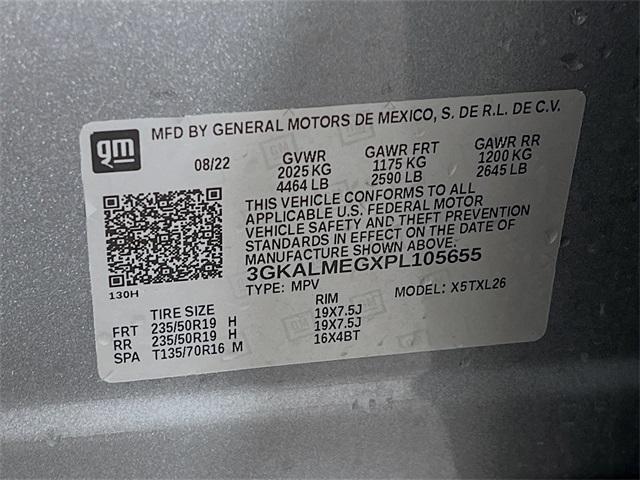 gm
MFD BY GENERAL MOTORS DE MEXICO, S. DE R.L. DE C.V.
08/22 GVWR GAWR FRT GAWR RR
2025 KG 1175 KG 1200 KG
4464 LB 2590 LB 2645 LB
THIS VEHICLE CONFORMS TO ALL
APPLICABLE U.S. FEDERAL MOTOR
VEHICLE SAFETY AND THEFT PREVENTION
STANDARDS IN EFFECT ON THE DATE OF
MANUFACTURE SHOWN ABOVE.
3GKALMEGXPL105655
130H TYPE: MPV MODEL: X5TXL26
TIRE SIZE RIM
FRT 235/50R19 H 19X7.5J
RR 235/50R19 H 19X7.5J
SPA T135/70R16 M 16X4BT